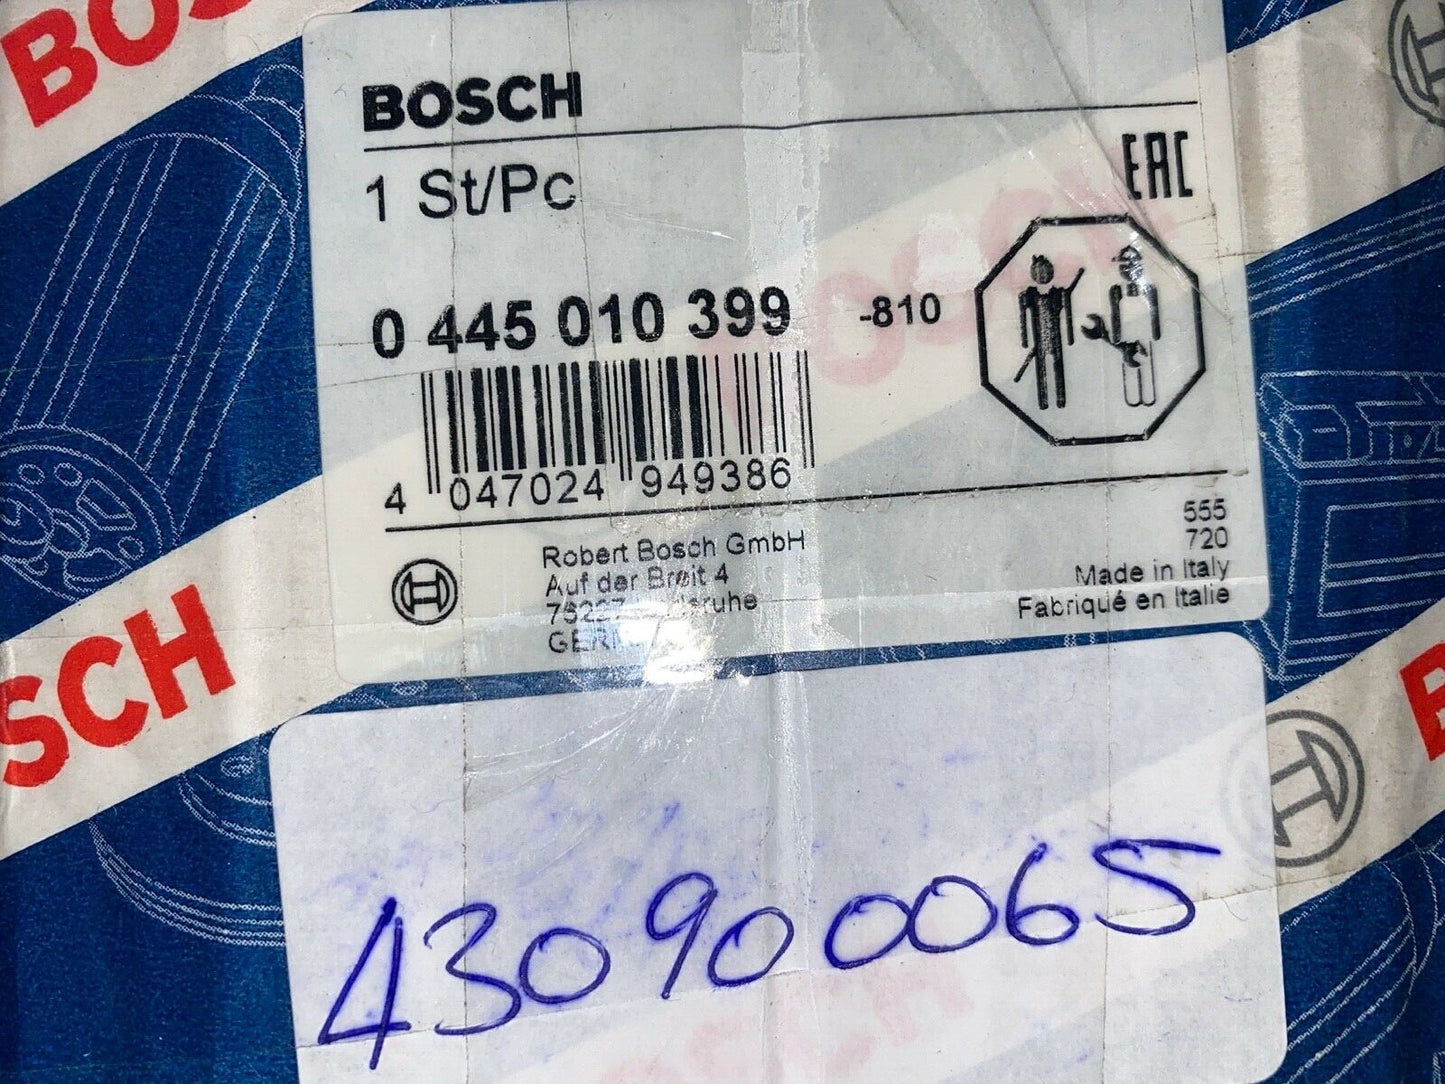 BOSCH
1 St/Pc
EAC
0 445 010 399 -810
4 047024 949386
Robert Bosch GmbH
Auf der Breit 4
555
720
Made in Italy
Fabriqué en Italie
SCH
430900065